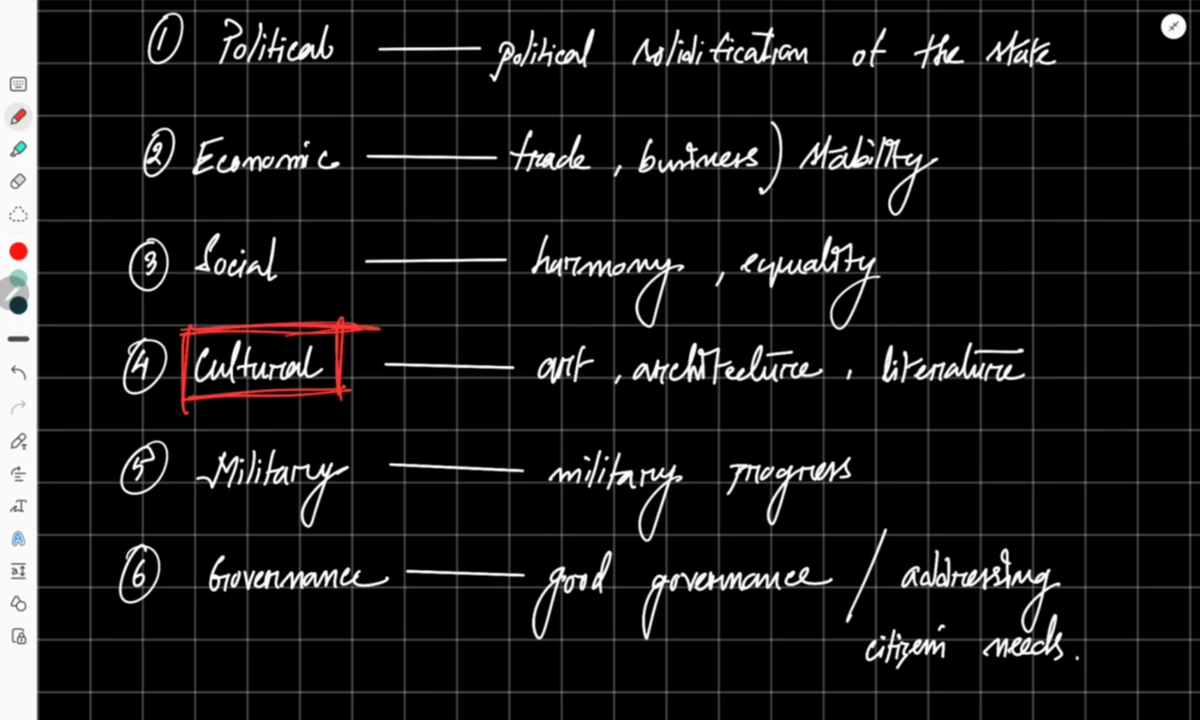 ① Political — political solidification of the state
② Economic — trade, business) stability
③ Social — harmony, equality
④ Cultural — art, architecture, literature
⑤ Military — military progress
⑥ Governance — good governance / addressing
citizen needs.